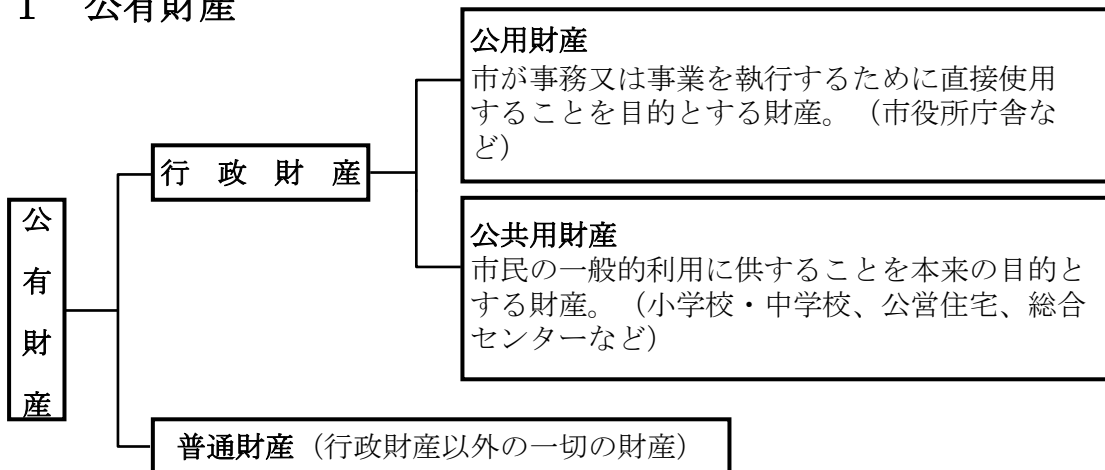 1 公有財産
公用財産
市が事務又は事業を執行するために直接使用
することを目的とする財産。（市役所庁舎な
ど）
行政財産
公有財産
公共用財産
市民の一般的利用に供することを本来の目的と
する財産。（小学校・中学校、公営住宅、総合
センターなど）
普通財産（行政財産以外の一切の財産）